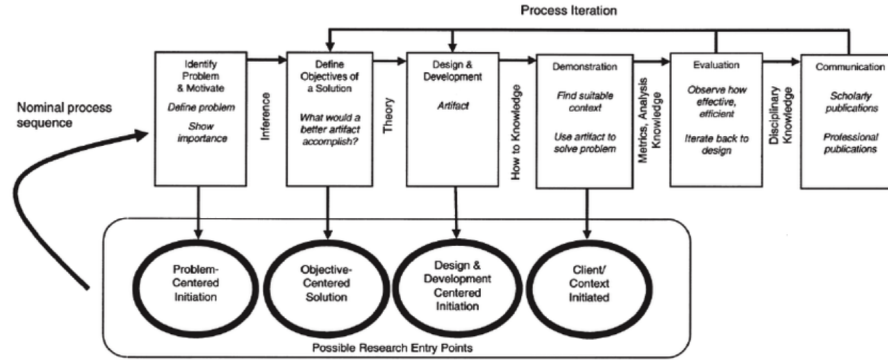 Process Iteration
Nominal process
sequence
Identify
Problem
& Motivate
Define problem
Show
importance
Inference
Define
Objectives of
a Solution
What would a
better artifact
accomplish?
Theory
Design &
Development
Artifact
How to Knowledge
Demonstration
Find suitable
context
Use artifact to
solve problem
Metrics, Analysis
Knowledge
Evaluation
Observe how
effective,
efficient
Iterate back to
design
Disciplinary
Knowledge
Communication
Scholarly
publications
Professional
publications
Problem-
Centered
Initiation
Objective-
Centered
Solution
Design &
Development
Centered
Initiation
Client/
Context
Initiated
Possible Research Entry Points